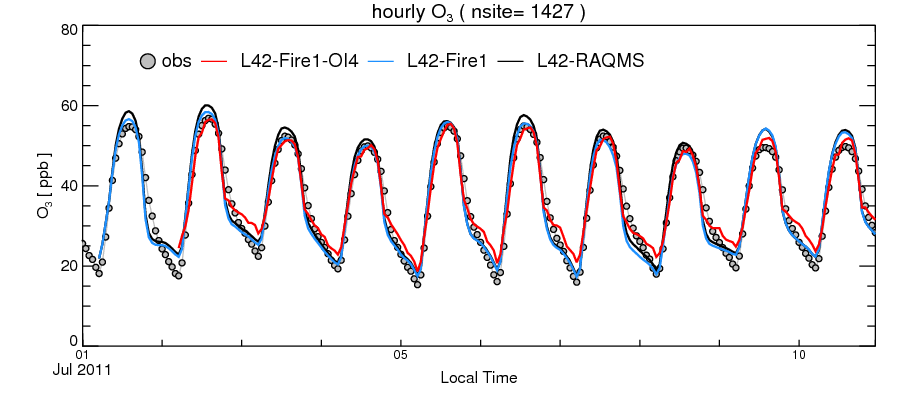 hourly O₃ ( nsite= 1427 )
obs L42-Fire1-OI4 L42-Fire1 L42-RAQMS
O₃ [ ppb ]
80
60
40
20
0
01 05 10
Jul 2011
Local Time